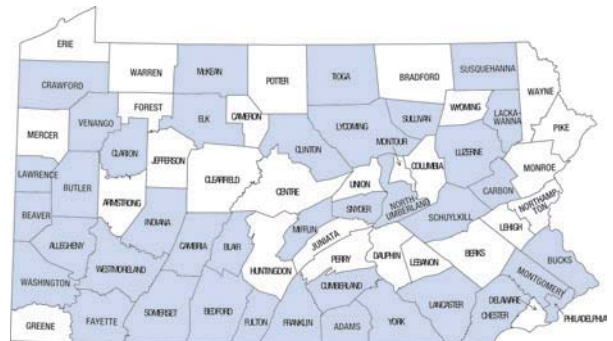 ERIE
CRAWFORD
WARREN
McKEAN
POTTER
TIOGA
BRADFORD
SUSQUEHANNA
WAYNE
FOREST
VENANGO
ELK
CAMERON
LYCOMING
SULLIVAN
WYOMING
LACKA-
WANNA
PIKE
MERCER
CLARION
JEFFERSON
CLINTON
MONTOUR
COLUMBIA
LUZERNE
MONROE
LAWRENCE
BUTLER
ARMSTRONG
CLEARFIELD
CENTRE
UNION
NORTH-
UMBERLAND
CARBON
NORTHAMP-
TON
BEAVER
INDIANA
SNYDER
SCHUYLKILL
LEHIGH
ALLEGHENY
CAMBRIA
BLAIR
MIFFLIN
JUNIATA
PERRY
DAUPHIN
LEBANON
BERKS
BUCKS
WESTMORELAND
HUNTINGDON
CUMBERLAND
MONTGOMERY
WASHINGTON
LANCASTER
DELAWARE
CHESTER
PHILADELPHIA
GREENE
FAYETTE
SOMERSET
BEDFORD
FULTON
FRANKLIN
ADAMS
YORK